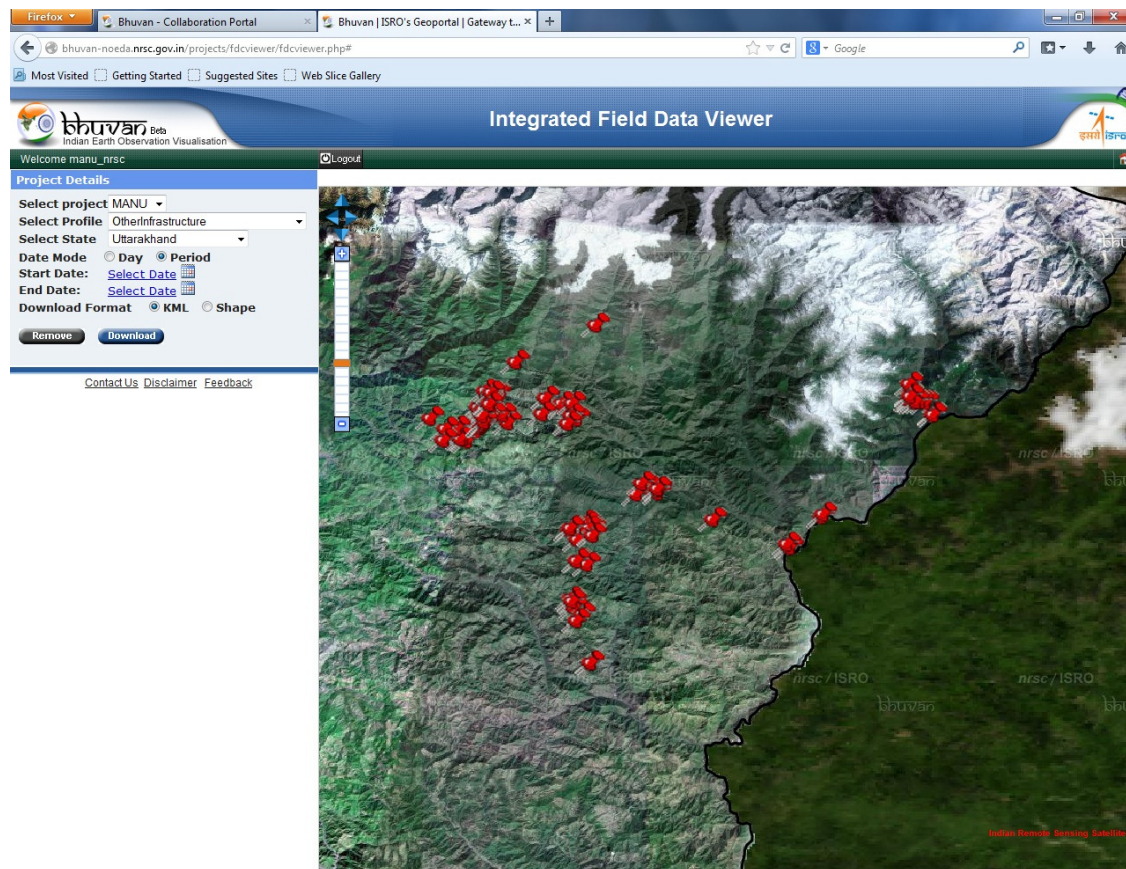 Firefox
Bhuvan - Collaboration Portal
Bhuvan | ISRO's Geoportal | Gateway t...
bhuvan-noeda.nrsc.gov.in/projects/fdcviewer/fdcviewer.php#
Google
Most Visited Getting Started Suggested Sites Web Slice Gallery
bhuvan Beta
Indian Earth Observation Visualisation
Integrated Field Data Viewer
इसरो isro
Welcome manu_nrsc
Logout
Project Details
Select project MANU
Select Profile OtherInfrastructure
Select State Uttarakhand
Date Mode Day Period
Start Date: Select Date
End Date: Select Date
Download Format KML Shape
Remove Download
Contact Us Disclaimer Feedback
nrsc / ISRO
nrsc / ISRO
bhuvan
nrsc / ISRO
nrsc / ISRO
bhuvan
Indian Remote Sensing Satellite